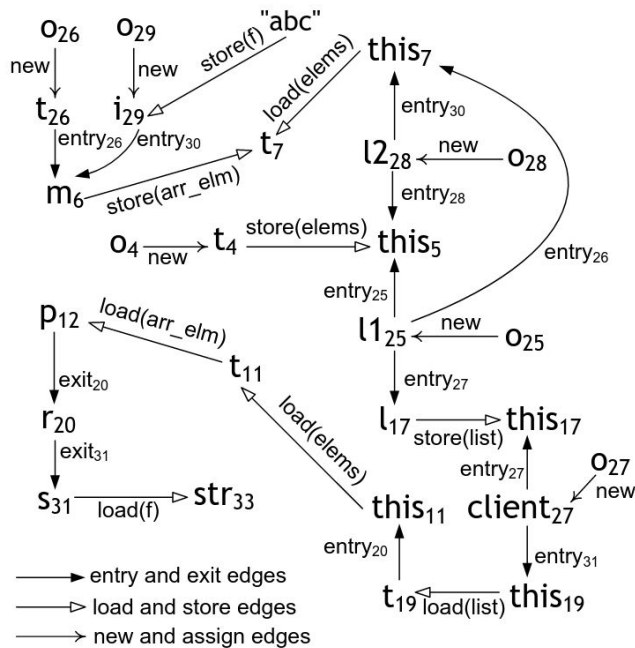 o₂₆ o₂₉ "abc"
this₇
new new store(f)
t₂₆ i₂₉ load(elems)
entry₂₆ entry₃₀ t₇ entry₃₀
l2₂₈ new o₂₈
m₆ store(arr_elm) entry₂₈
o₄ new t₄ store(elems) this₅ entry₂₆
entry₂₅
p₁₂ load(arr_elm) l1₂₅ new o₂₅
t₁₁
exit₂₀ entry₂₇
r₂₀ load(elems) l₁₇ store(list) this₁₇
exit₃₁ entry₂₇ o₂₇
s₃₁ load(f) str₃₃ this₁₁ client₂₇ new
entry₂₀ entry₃₁
entry and exit edges
load and store edges t₁₉ load(list) this₁₉
new and assign edges